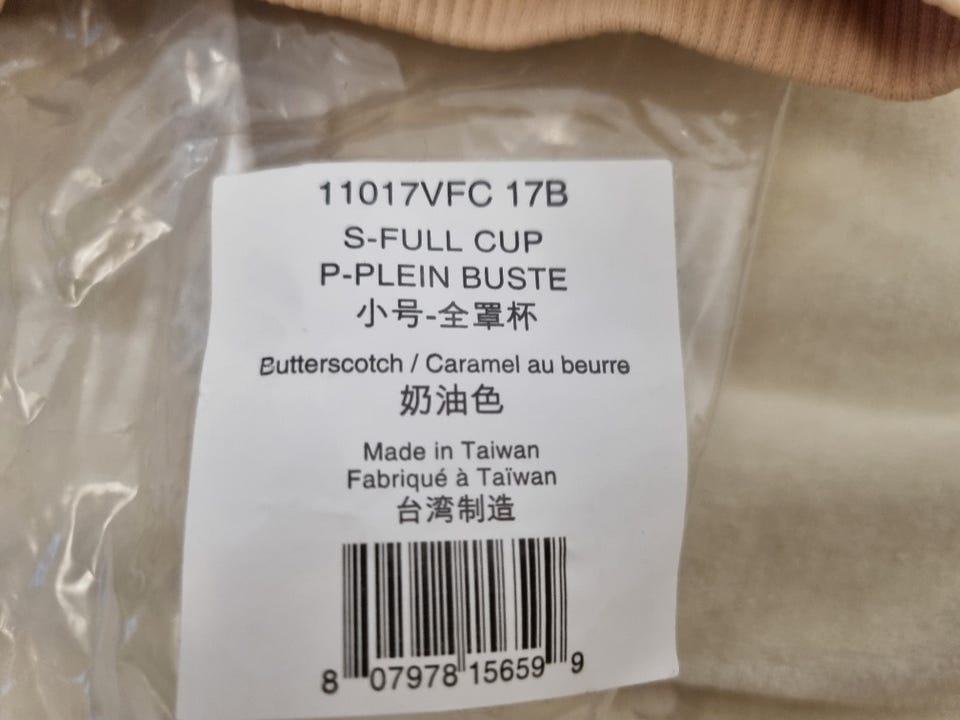 11017VFC 17B
S-FULL CUP
P-PLEIN BUSTE
小号-全罩杯
Butterscotch / Caramel au beurre
奶油色
Made in Taiwan
Fabriqué à Taïwan
台湾制造
8 07978 15659 9